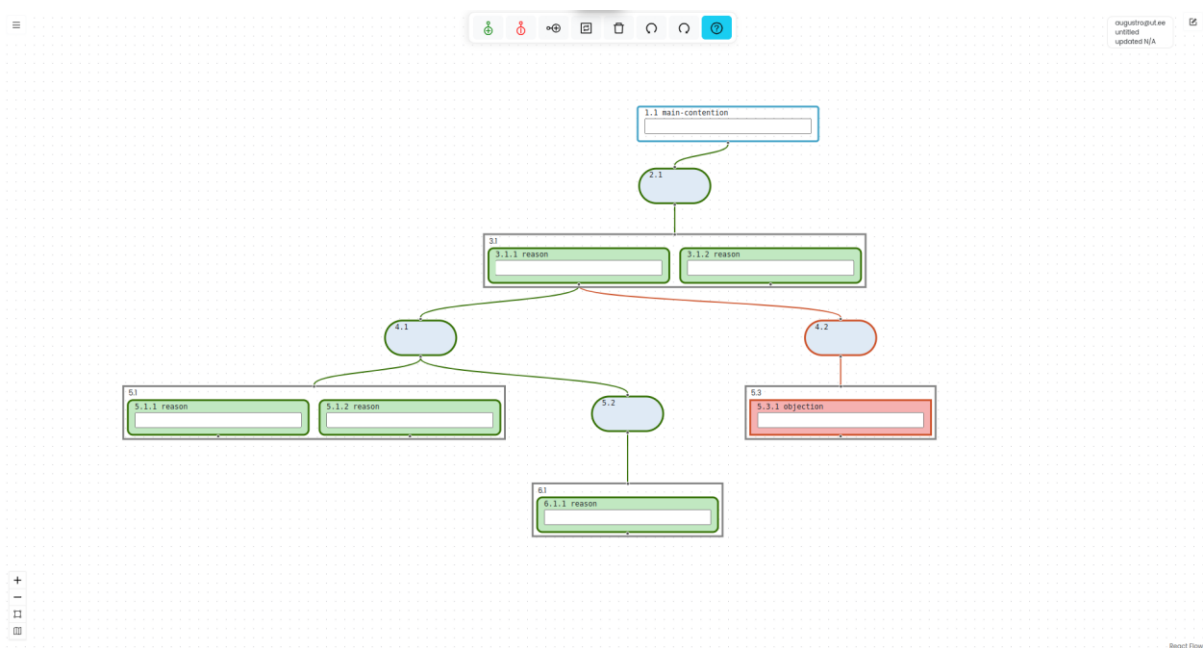 augustro@ut.ee
untitled
updated N/A
1.1 main-contention
2.1
3.1
3.1.1 reason
3.1.2 reason
4.1
4.2
5.1
5.1.1 reason
5.1.2 reason
5.2
5.3
5.3.1 objection
6.1
6.1.1 reason
React Flow